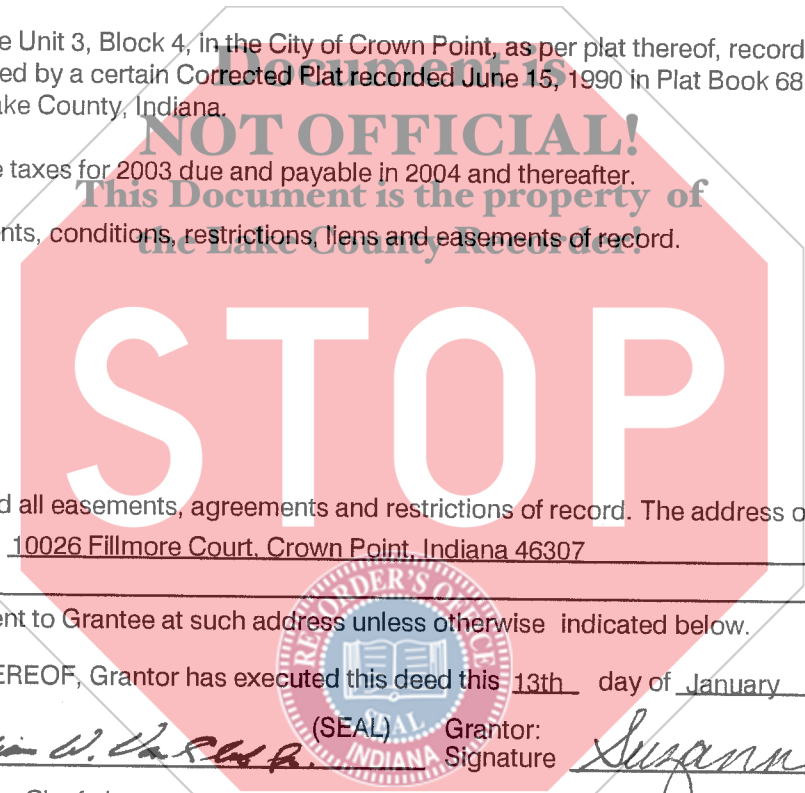 e Unit 3, Block 4, in the City of Crown Point, as per plat thereof, record
Document is
ed by a certain Corrected Plat recorded June 15, 1990 in Plat Book 68
ake County, Indiana.
NOT OFFICIAL!
e taxes for 2003 due and payable in 2004 and thereafter.
This Document is the property of
nts, conditions, restrictions, liens and easements of record.
the Lake County Recorder!
STOP
d all easements, agreements and restrictions of record. The address o
10026 Fillmore Court, Crown Point, Indiana 46307
RECORDER'S OFFICE
ent to Grantee at such address unless otherwise indicated below.
EREOF, Grantor has executed this deed this 13th day of January
SEAL
INDIANA
(SEAL) Grantor:
W. Signature Suzann